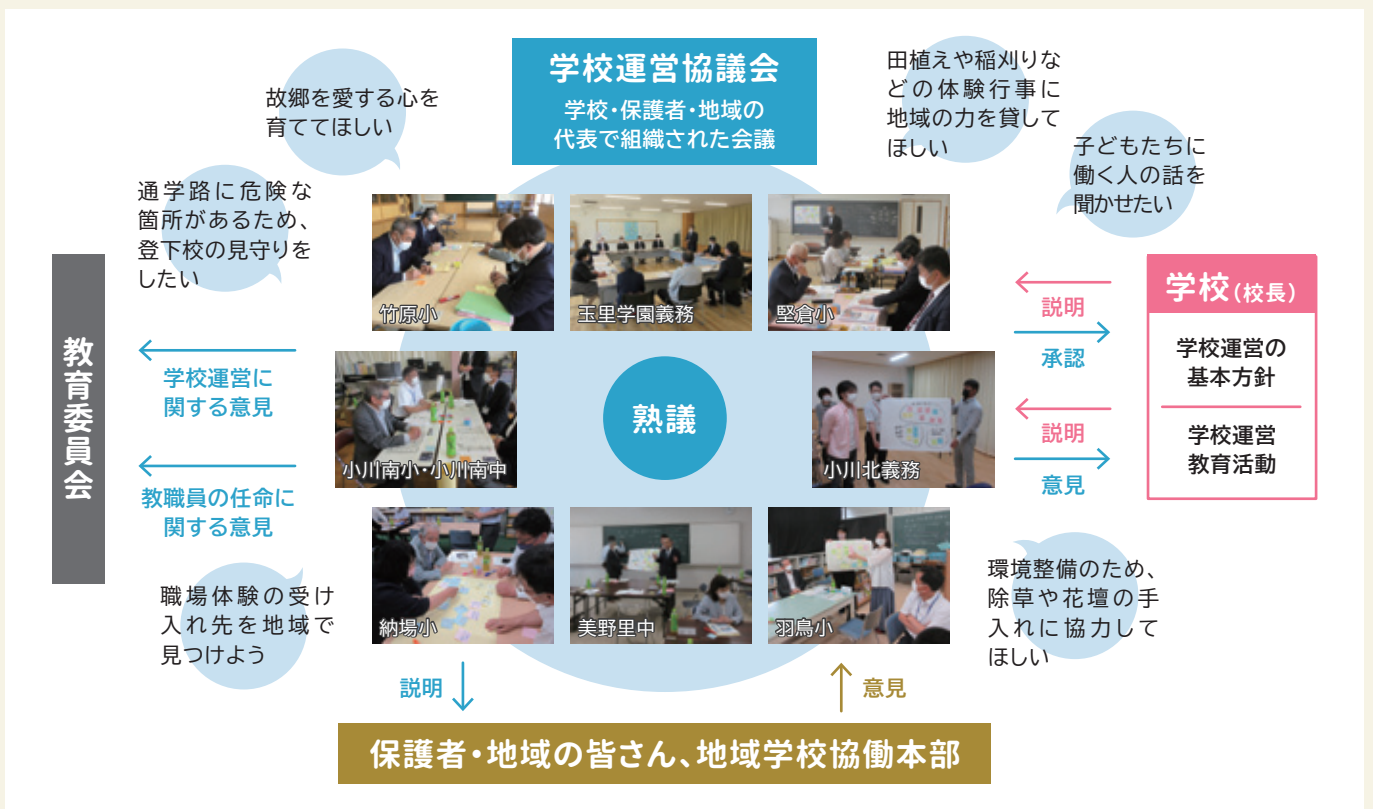 学校運営協議会
学校・保護者・地域の
代表で組織された会議
故郷を愛する心を
育ててほしい
田植えや稲刈りな
どの体験行事に
地域の力を貸して
ほしい
子どもたちに
働く人の話を
聞かせたい
通学路に危険な
箇所があるため、
登下校の見守りを
したい
竹原小
玉里学園義務
堅倉小
教育委員会
学校運営に
関する意見
教職員の任命に
関する意見
小川南小・小川南中
熟議
小川北義務
説明
承認
説明
意見
学校(校長)
学校運営の
基本方針
学校運営
教育活動
職場体験の受け
入れ先を地域で
見つけよう
納場小
美野里中
羽鳥小
環境整備のため、
除草や花壇の手
入れに協力して
ほしい
説明
意見
保護者・地域の皆さん、地域学校協働本部